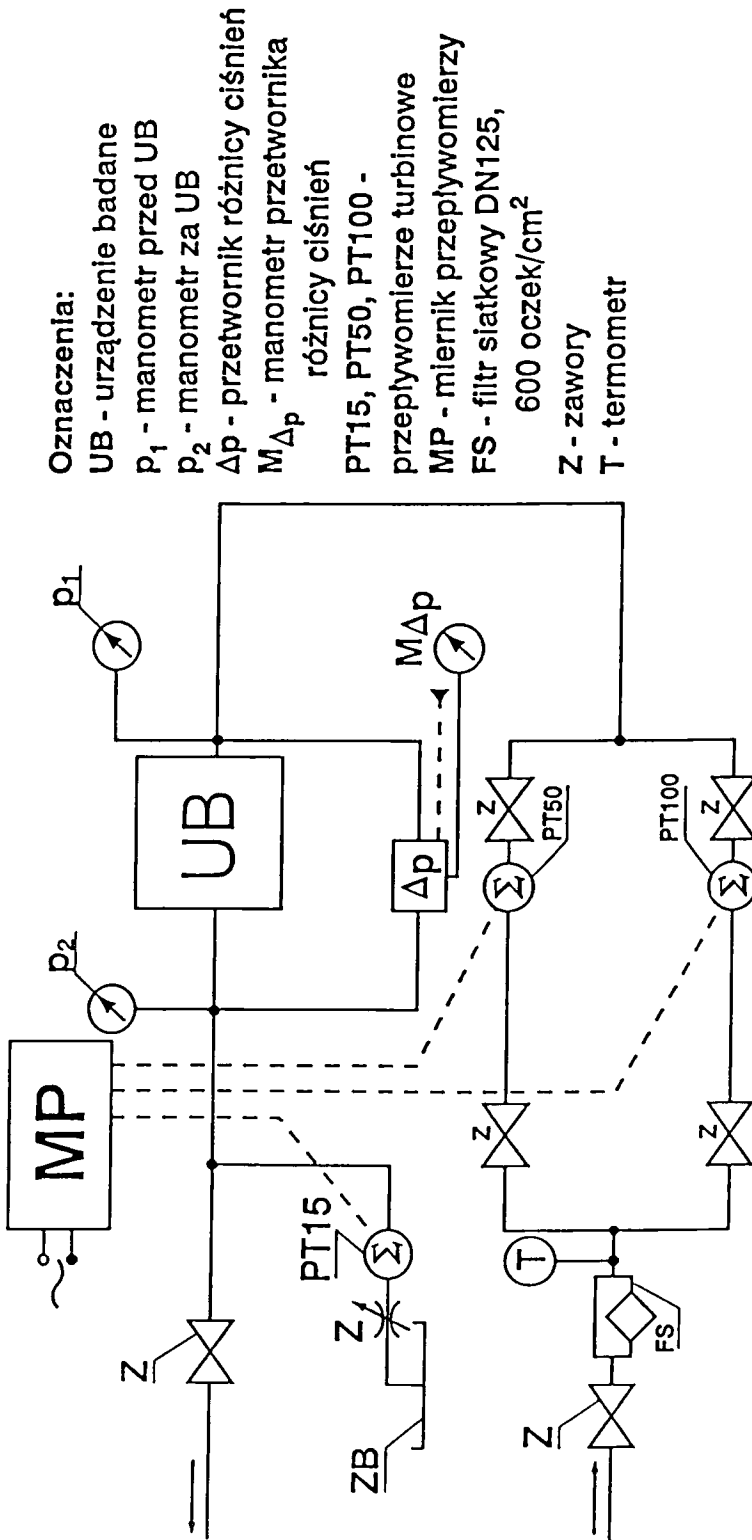 Oznaczenia:
UB - urządzenie badane
p₁ - manometr przed UB
p₂ - manometr za UB
Δp - przetwornik różnicy ciśnień
MΔp - manometr przetwornika
różnicy ciśnień
PT15, PT50, PT100 -
przepływomierze turbinowe
MP - miernik przepływomierzy
FS - filtr siatkowy DN125,
600 oczek/cm²
Z - zawory
T - termometr
p₁
p₂
MP
UB
MΔp
Δp
Z
PT15
Σ
Z
ZB
Z
PT50
Σ
Z
Z
PT100
Σ
Z
T
FS
Z